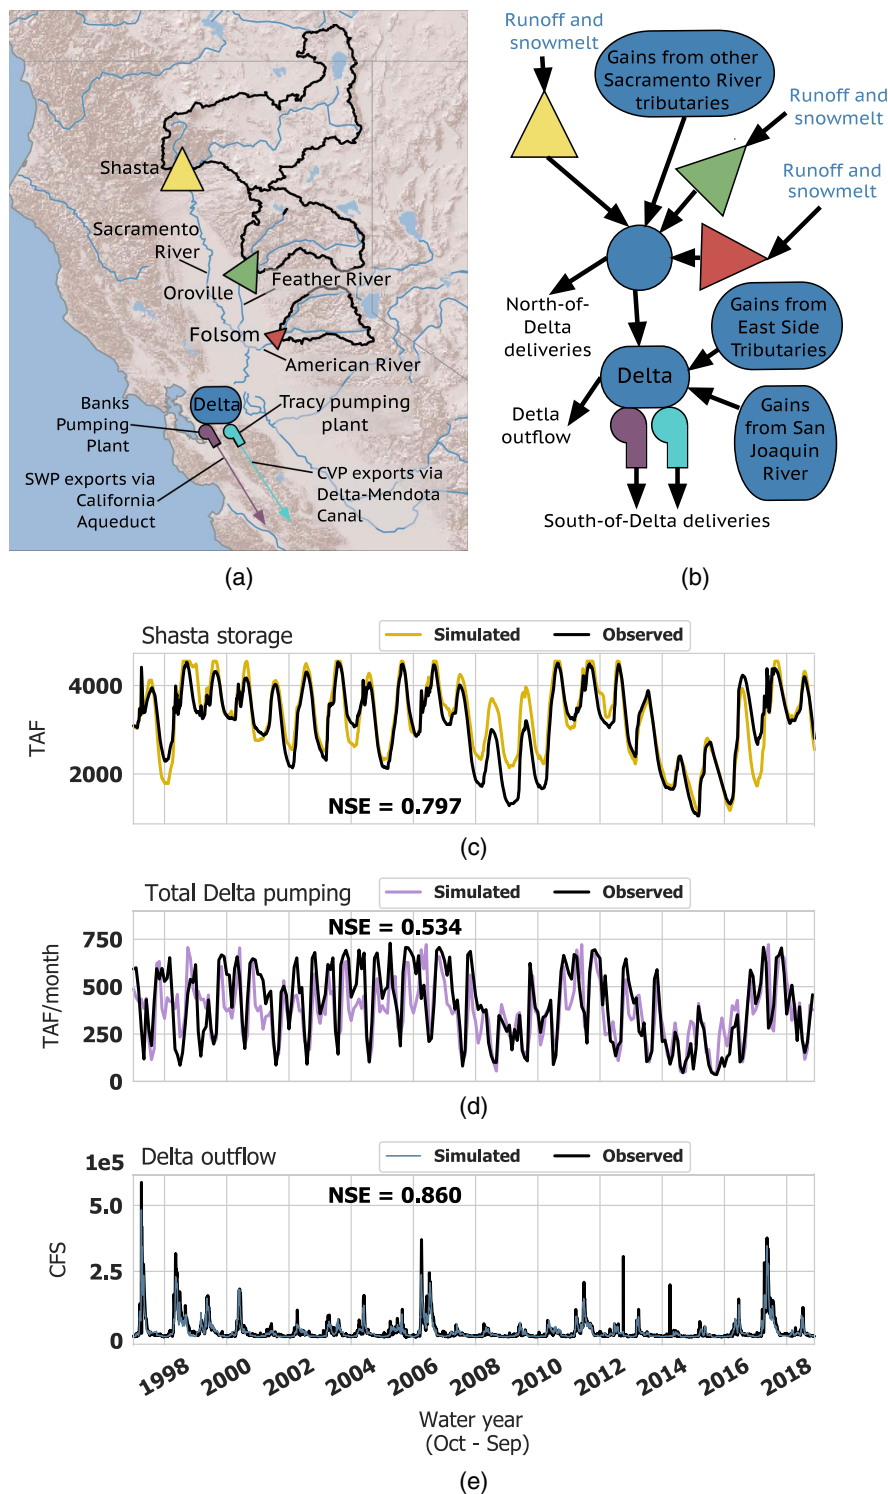 Shasta
Sacramento
River
Oroville
Feather River
Folsom
American River
Banks
Pumping
Plant
Delta
Tracy pumping
plant
SWP exports via
California
Aqueduct
CVP exports via
Delta-Mendota
Canal
(a)
Runoff and
snowmelt
Gains from other
Sacramento River
tributaries
Runoff and
snowmelt
Runoff and
snowmelt
North-of-
Delta
deliveries
Gains from
East Side
Tributaries
Delta
Detla
outflow
Gains
from San
Joaquin
River
South-of-Delta deliveries
(b)
Shasta storage
Simulated
Observed
4000
2000
TAF
NSE = 0.797
(c)
Total Delta pumping
Simulated
Observed
NSE = 0.534
750
500
250
0
TAF/month
(d)
1e5
Delta outflow
Simulated
Observed
NSE = 0.860
5.0
2.5
0
CFS
1998 2000 2002 2004 2006 2008 2010 2012 2014 2016 2018
Water year
(Oct - Sep)
(e)